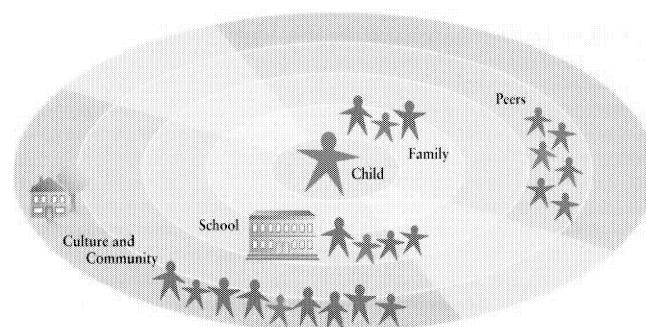 Peers
Family
Child
School
Culture and
Community